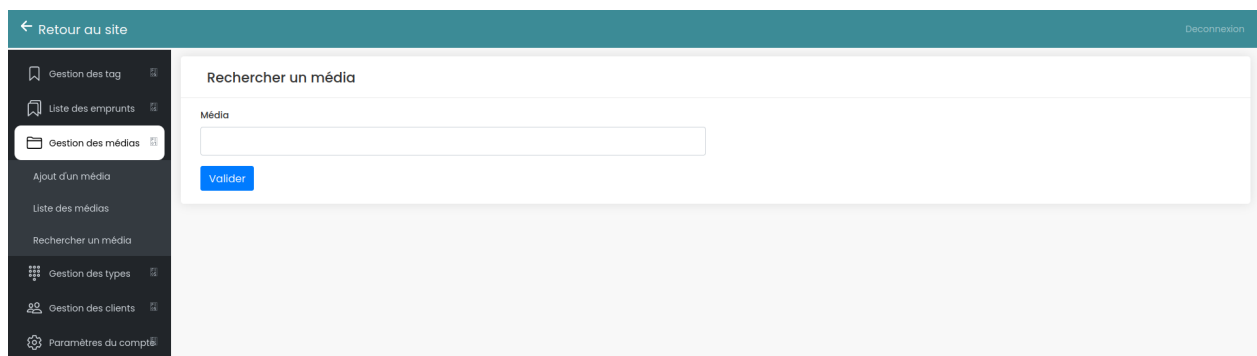 Retour au site
Deconnexion
Gestion des tag
Liste des emprunts
Gestion des médias
Ajout d'un média
Liste des médias
Rechercher un média
Gestion des types
Gestion des clients
Paramètres du compte
Rechercher un média
Média
Valider